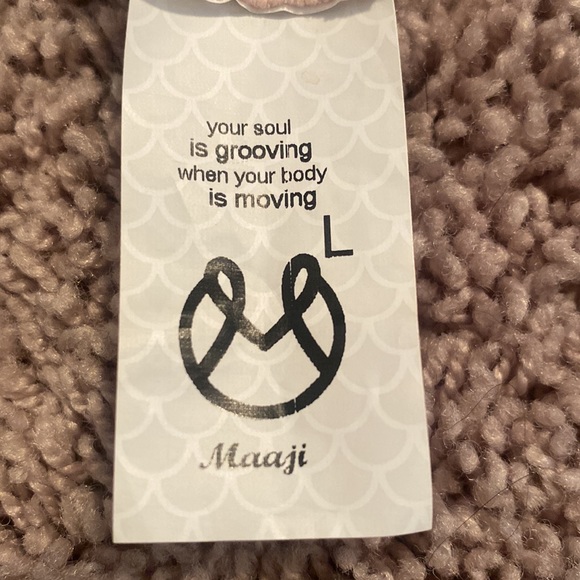 your soul
is grooving
when your body
is moving
L
Maaji